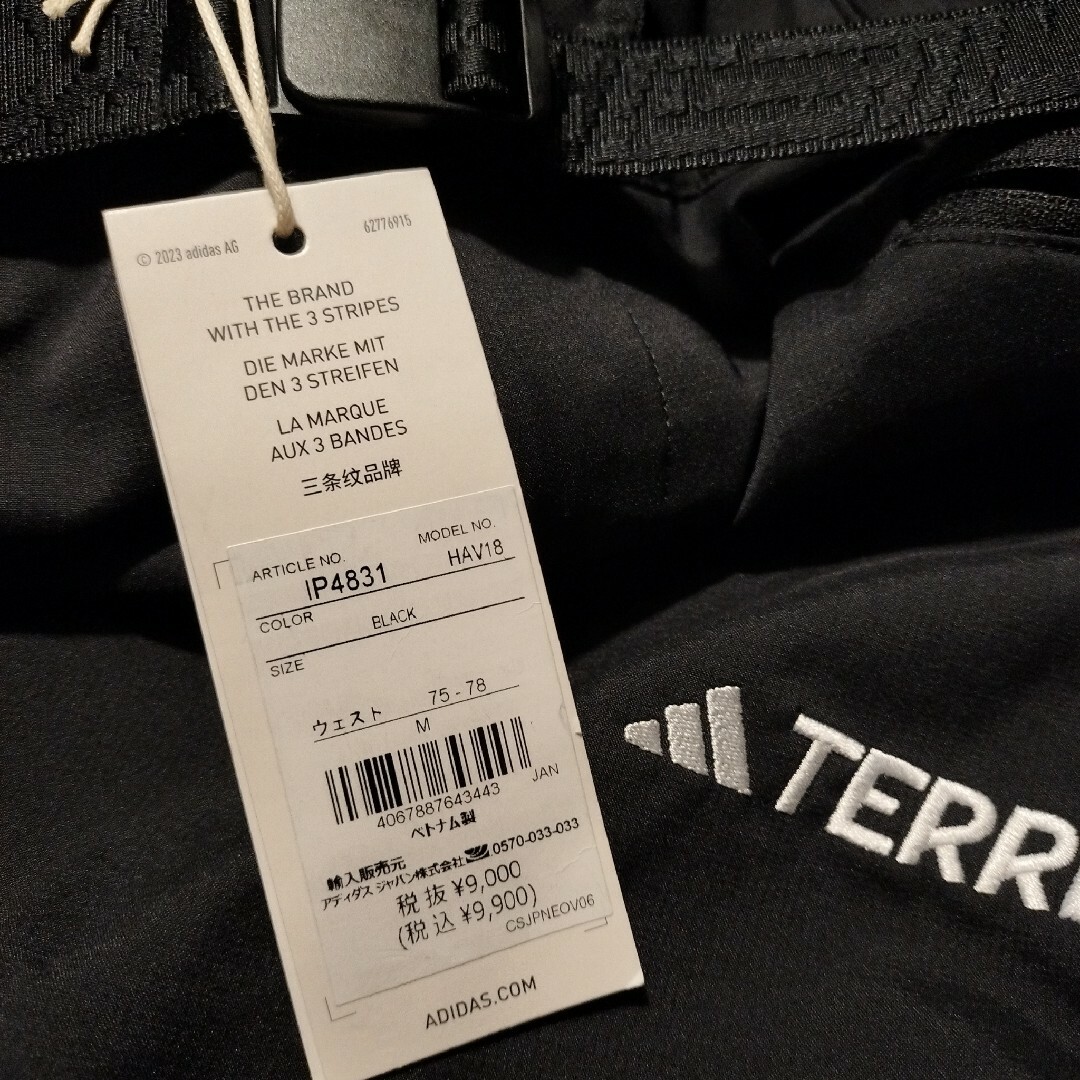 © 2023 adidas AG
62776915
THE BRAND
WITH THE 3 STRIPES
DIE MARKE MIT
DEN 3 STREIFEN
LA MARQUE
AUX 3 BANDES
三条纹品牌
ARTICLE NO.
MODEL NO.
IP4831
HAV18
COLOR
BLACK
SIZE
ウェスト 75 - 78
M
JAN
4067887643443
ベトナム製
輸入販売元
アディダス ジャパン株式会社 0570-033-033
税 抜 ¥9,000
(税 込 ¥9,900)
CSJPNEOV06
ADIDAS.COM
TERR